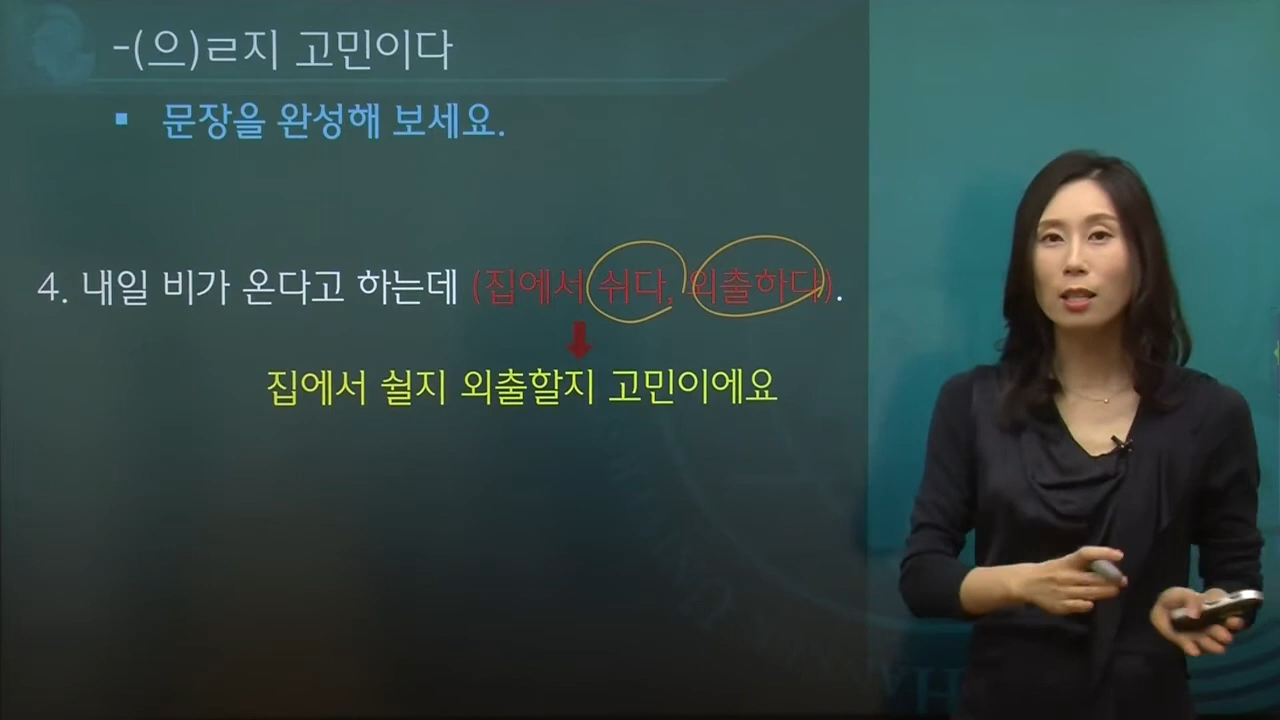 -(으)ㄹ지 고민이다
▪ 문장을 완성해 보세요.
4. 내일 비가 온다고 하는데 (집에서 쉬다, 외출하다).
집에서 쉴지 외출할지 고민이에요